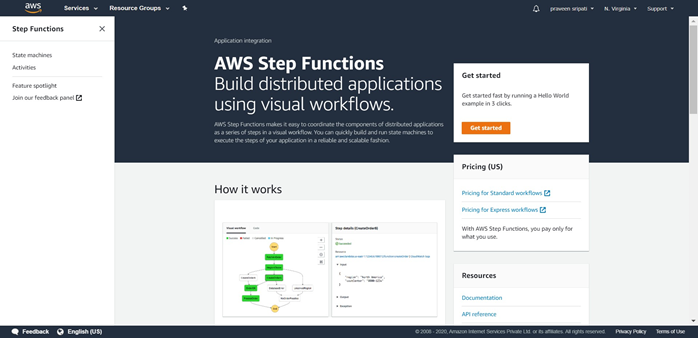 aws
Services
Resource Groups
praveen sripati
N. Virginia
Support
Step Functions
State machines
Activities
Feature spotlight
Join our feedback panel
Application integration
AWS Step Functions
Build distributed applications
using visual workflows.
AWS Step Functions makes it easy to coordinate the components of distributed applications
as a series of steps in a visual workflow. You can quickly build and run state machines to
execute the steps of your application in a reliable and scalable fashion.
Get started
Get started fast by running a Hello World
example in 3 clicks.
Get started
Pricing (US)
Pricing for Standard workflows
Pricing for Express workflows
With AWS Step Functions, you pay only for
what you use.
How it works
Visual workflow
Code
Resources
Documentation
API reference
Feedback
English (US)
© 2008 - 2020, Amazon Internet Services Private Ltd. or its affiliates. All rights reserved.
Privacy Policy
Terms of Use